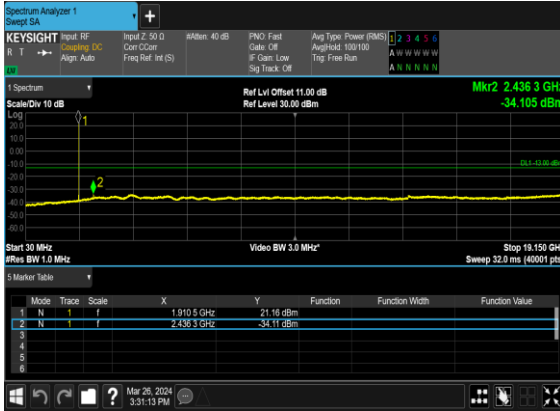 Spectrum Analyzer 1
Swept SA
+
KEYSIGHT Input: RF Input Z: 50 Ω #Atten: 40 dB PNO: Fast Avg Type: Power (RMS) 1 2 3 4 5 6
R T Coupling: DC Corr CCorr Gate: Off Avg|Hold: 100/100 A W W W W W
Align: Auto Freq Ref: Int (S) IF Gain: Low Trig: Free Run
Sig Track: Off A N N N N N
1 Spectrum
Scale/Div 10 dB
Ref Lvl Offset 11.00 dB
Ref Level 30.00 dBm
Mkr2 2.436 3 GHz
-34.105 dBm
Log
20.0
10.0
0.00
-10.0
-20.0
-30.0
-40.0
-50.0
-60.0
1
2
DL1 -13.00 dBm
Start 30 MHz Video BW 3.0 MHz* Stop 19.150 GH
#Res BW 1.0 MHz Sweep 32.0 ms (40001 pts
5 Marker Table
Mode Trace Scale X Y Function Function Width Function Value
1 N 1 f 1.910 5 GHz 21.16 dBm
2 N 1 f 2.436 3 GHz -34.11 dBm
3
4
5
6
? Mar 26, 2024
3:31:13 PM